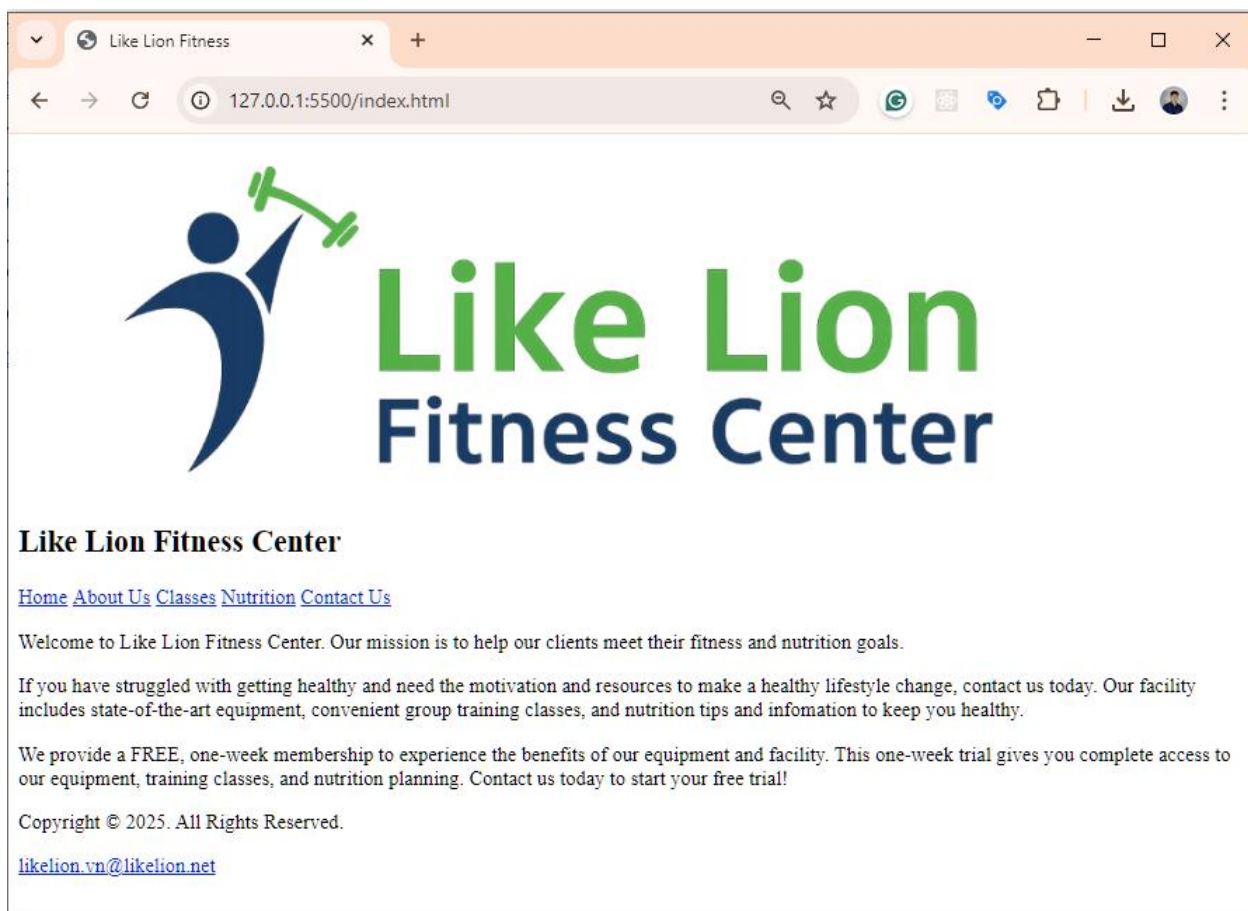 Like Lion Fitness
127.0.0.1:5500/index.html
Like Lion
Fitness Center
Like Lion Fitness Center
Home About Us Classes Nutrition Contact Us
Welcome to Like Lion Fitness Center. Our mission is to help our clients meet their fitness and nutrition goals.
If you have struggled with getting healthy and need the motivation and resources to make a healthy lifestyle change, contact us today. Our facility
includes state-of-the-art equipment, convenient group training classes, and nutrition tips and infomation to keep you healthy.
We provide a FREE, one-week membership to experience the benefits of our equipment and facility. This one-week trial gives you complete access to
our equipment, training classes, and nutrition planning. Contact us today to start your free trial!
Copyright © 2025. All Rights Reserved.
likelion.vn@likelion.net